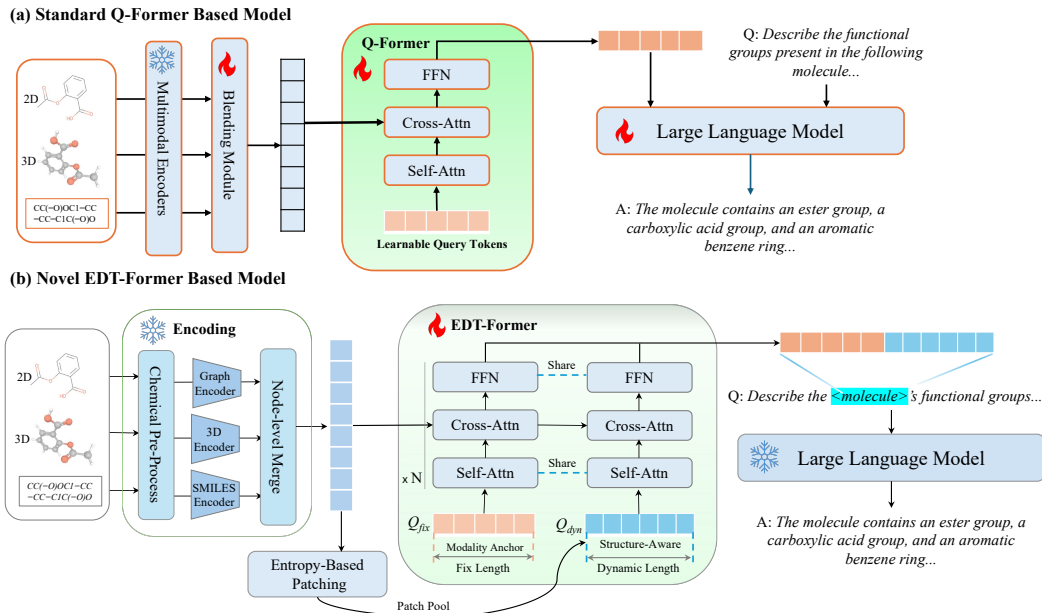 (a) Standard Q-Former Based Model
2D
3D
CC(=O)OC1=CC
=CC=C1C(=O)O
Multimodal Encoders
Blending Module
Q-Former
FFN
Cross-Attn
Self-Attn
Learnable Query Tokens
Q: Describe the functional
groups present in the following
molecule...
Large Language Model
A: The molecule contains an ester group, a
carboxylic acid group, and an aromatic
benzene ring...
(b) Novel EDT-Former Based Model
2D
3D
CC(=O)OC1=CC
=CC=C1C(=O)O
Encoding
Chemical Pre-Process
Graph
Encoder
3D
Encoder
SMILES
Encoder
Node-level Merge
Entropy-Based
Patching
Patch Pool
EDT-Former
FFN
Share
FFN
Cross-Attn
Cross-Attn
x N
Self-Attn
Share
Self-Attn
Qfix
Modality Anchor
Fix Length
Qdyn
Structure-Aware
Dynamic Length
Q: Describe the <molecule>'s functional groups...
Large Language Model
A: The molecule contains an ester group, a
carboxylic acid group, and an aromatic
benzene ring...